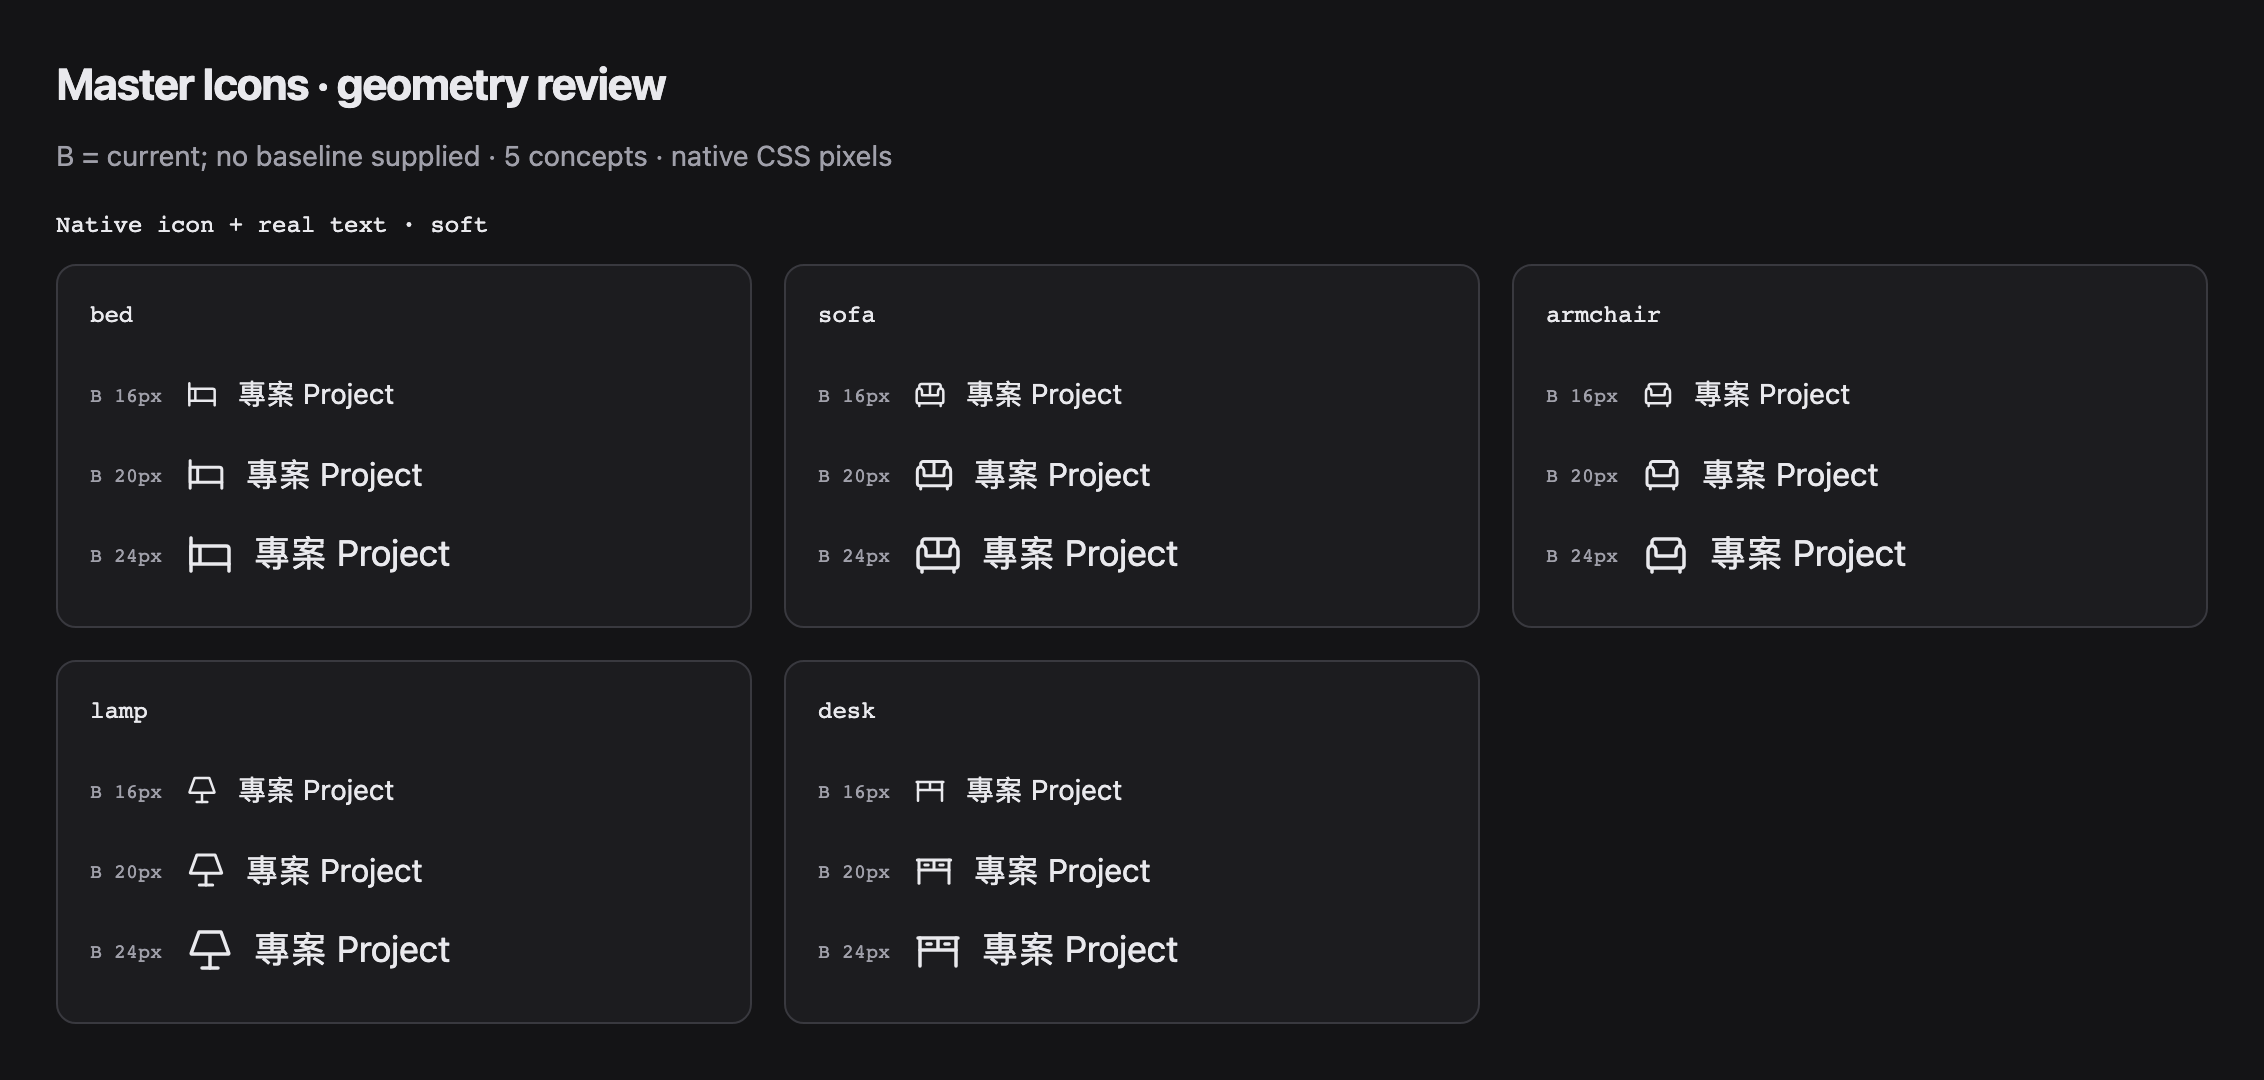 Master Icons · geometry review
B = current; no baseline supplied · 5 concepts · native CSS pixels
Native icon + real text · soft
bed
B 16px 專案 Project
B 20px 專案 Project
B 24px 專案 Project
sofa
B 16px 專案 Project
B 20px 專案 Project
B 24px 專案 Project
armchair
B 16px 專案 Project
B 20px 專案 Project
B 24px 專案 Project
lamp
B 16px 專案 Project
B 20px 專案 Project
B 24px 專案 Project
desk
B 16px 專案 Project
B 20px 專案 Project
B 24px 專案 Project